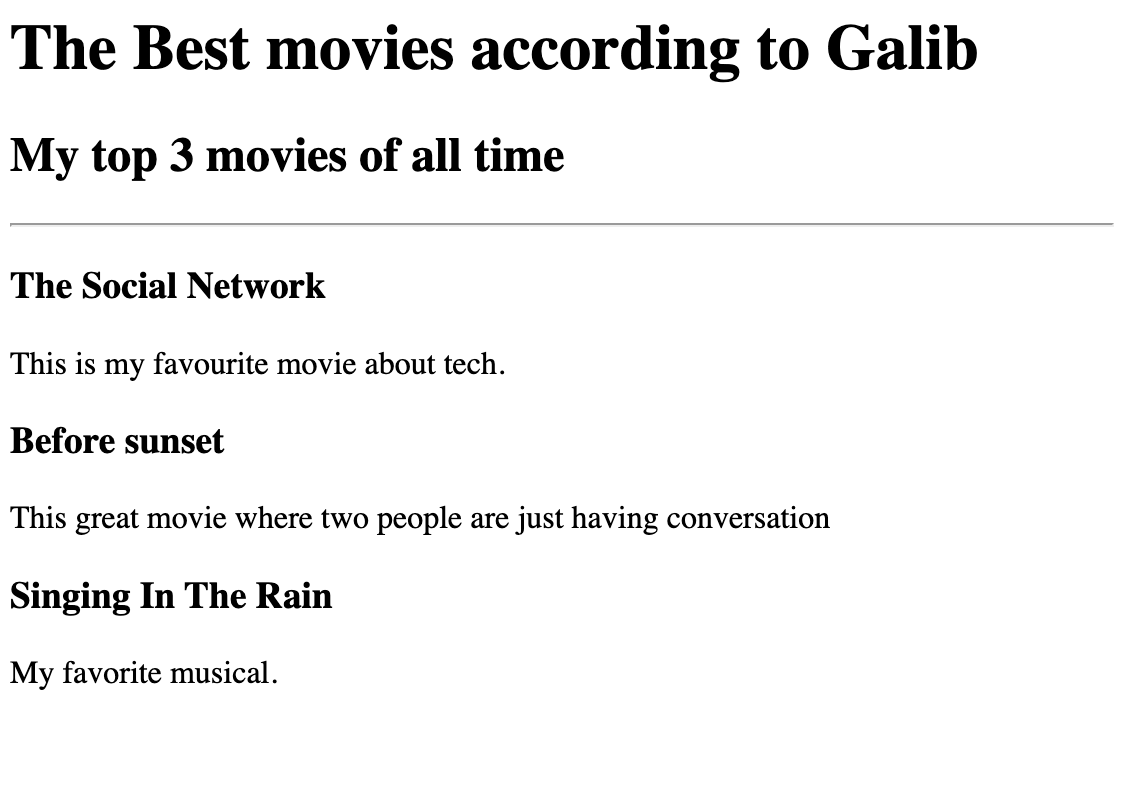 The Best movies according to Galib
My top 3 movies of all time
The Social Network
This is my favourite movie about tech.
Before sunset
This great movie where two people are just having conversation
Singing In The Rain
My favorite musical.